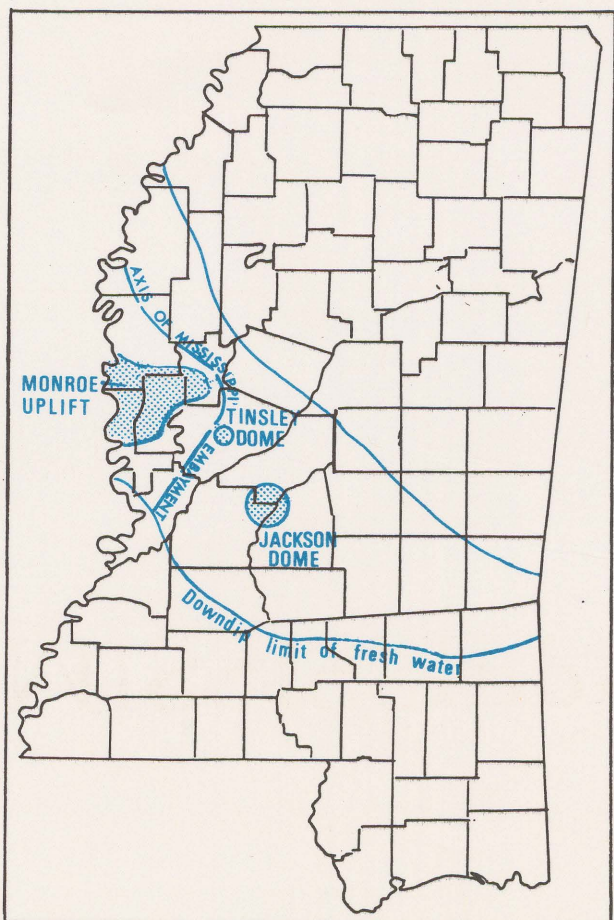 AXIS OF MISSISSIPPI
EMBAYMENT
MONROE
UPLIFT
TINSLEY
DOME
JACKSON
DOME
Downdip limit of fresh water